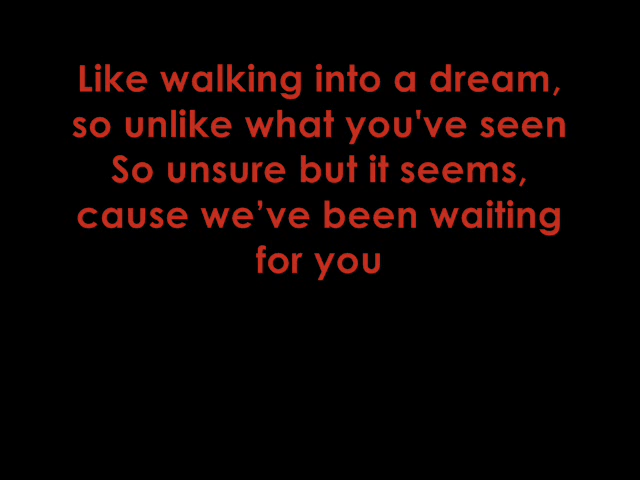 Like walking into a dream,
so unlike what you've seen
So unsure but it seems,
cause we’ve been waiting
for you